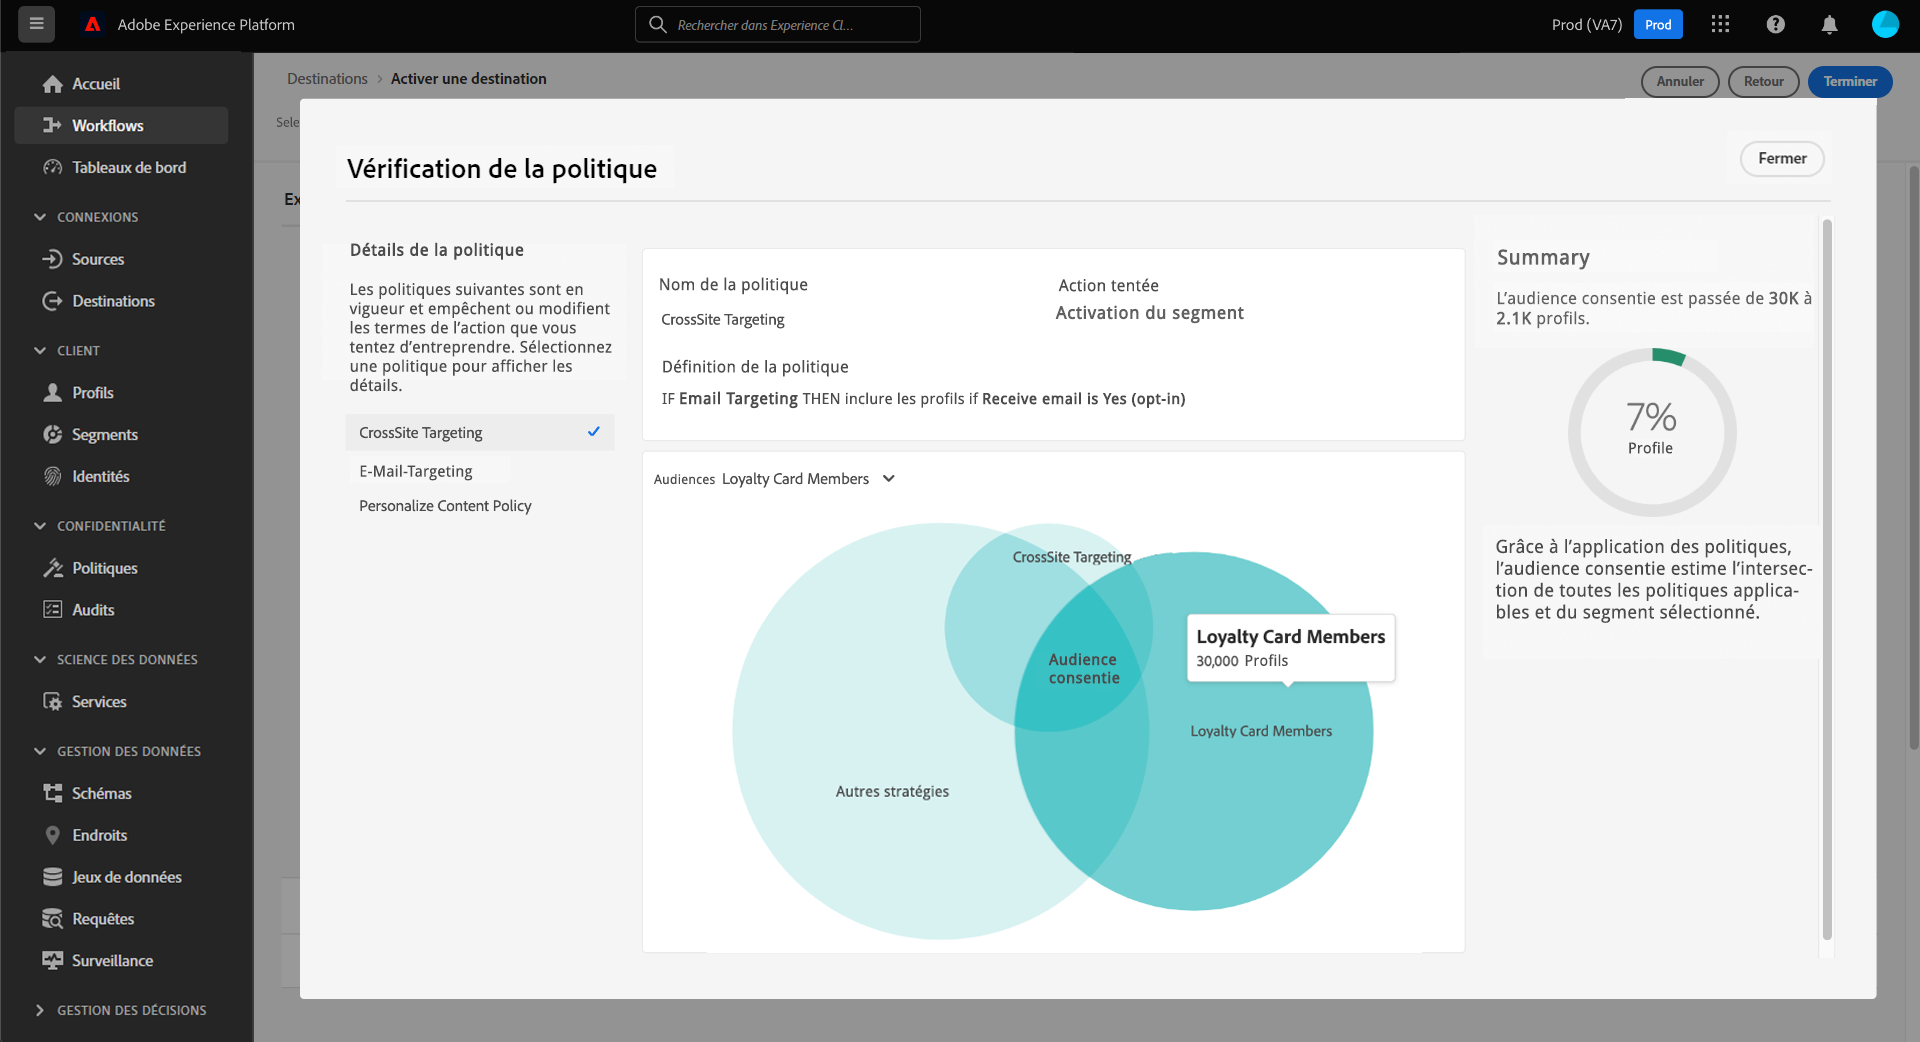 Adobe Experience Platform
Rechercher dans Experience Cl...
Prod (VA7)
Prod
Accueil
Workflows
Tableaux de bord
CONNEXIONS
Sources
Destinations
CLIENT
Profils
Segments
Identités
CONFIDENTIALITÉ
Politiques
Audits
SCIENCE DES DONNÉES
Services
GESTION DES DONNÉES
Schémas
Endroits
Jeux de données
Requêtes
Surveillance
GESTION DES DÉCISIONS
Destinations > Activer une destination
Annuler
Retour
Terminer
Sele
Ex
Vérification de la politique
Fermer
Détails de la politique
Les politiques suivantes sont en
vigueur et empêchent ou modifient
les termes de l’action que vous
tentez d’entreprendre. Sélectionnez
une politique pour afficher les
détails.
CrossSite Targeting
E-Mail-Targeting
Personalize Content Policy
Nom de la politique
CrossSite Targeting
Action tentée
Activation du segment
Définition de la politique
IF Email Targeting THEN inclure les profils if Receive email is Yes (opt-in)
Audiences Loyalty Card Members
CrossSite Targeting
Audience
consentie
Loyalty Card Members
30,000 Profils
Loyalty Card Members
Autres stratégies
Summary
L’audience consentie est passée de 30K à
2.1K profils.
7%
Profile
Grâce à l’application des politiques,
l’audience consentie estime l’intersec-
tion de toutes les politiques applica-
bles et du segment sélectionné.